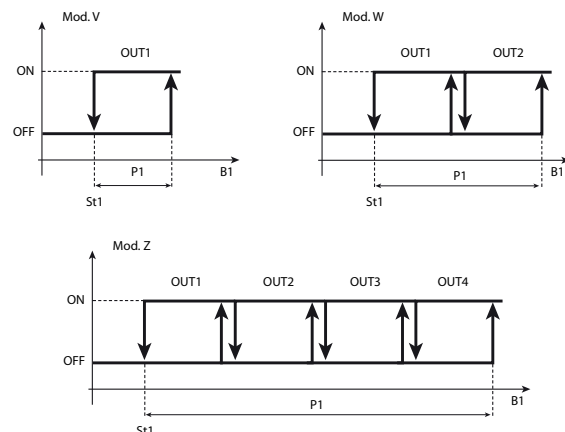 Mod. V
OUT1
ON
OFF
P1
B1
St1
Mod. W
OUT1 OUT2
ON
OFF
P1
B1
St1
Mod. Z
OUT1 OUT2 OUT3 OUT4
ON
OFF
P1
B1
St1